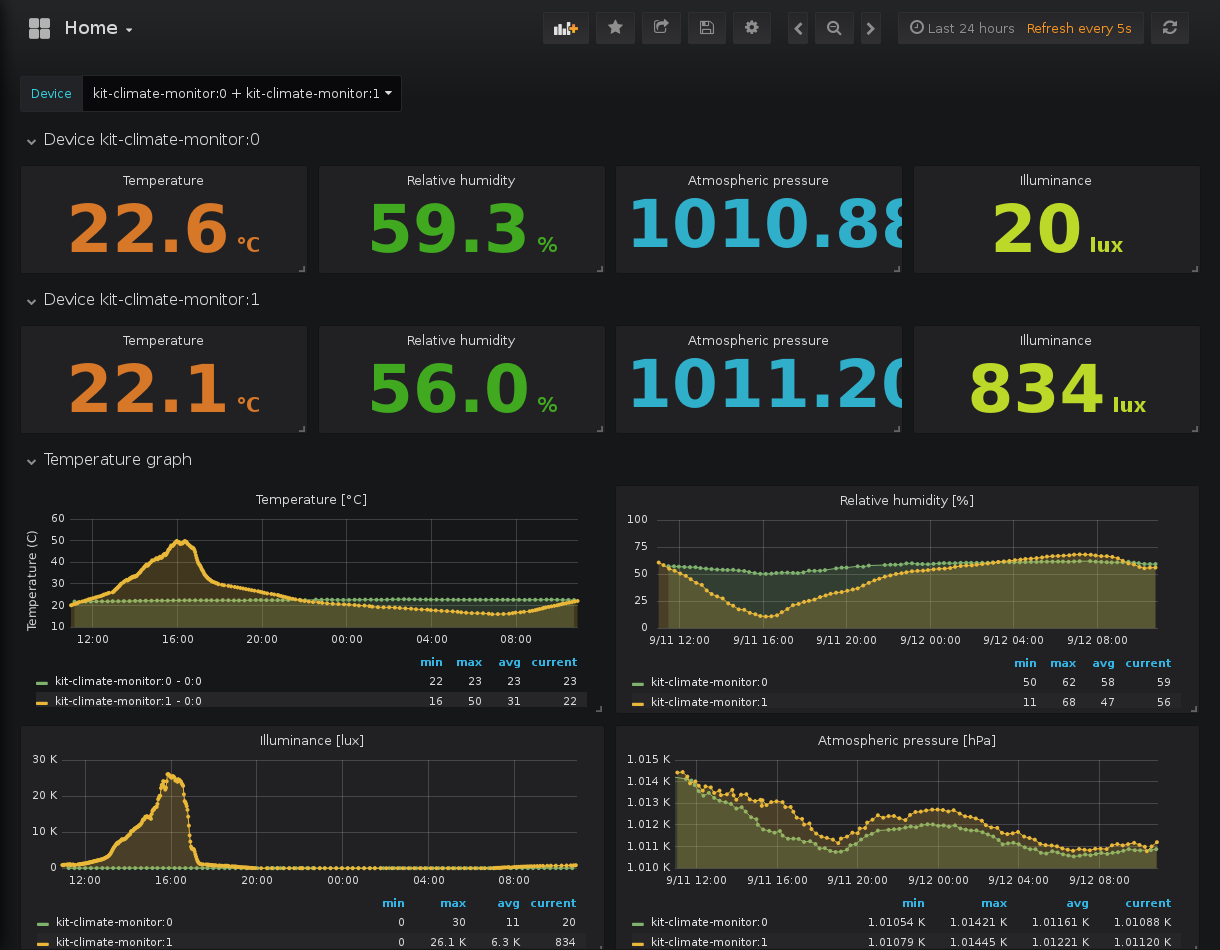 Home
Last 24 hours Refresh every 5s
Device kit-climate-monitor:0 + kit-climate-monitor:1
Device kit-climate-monitor:0
Temperature Relative humidity Atmospheric pressure Illuminance
22.6 °C 59.3 % 1010.88 20 lux
Device kit-climate-monitor:1
Temperature Relative humidity Atmospheric pressure Illuminance
22.1 °C 56.0 % 1011.20 834 lux
Temperature graph
Temperature [°C]
Temperature (C)
60
50
40
30
20
10
12:00 16:00 20:00 00:00 04:00 08:00
min max avg current
kit-climate-monitor:0 - 0:0 22 23 23 23
kit-climate-monitor:1 - 0:0 16 50 31 22
Relative humidity [%]
100
75
50
25
0
9/11 12:00 9/11 16:00 9/11 20:00 9/12 00:00 9/12 04:00 9/12 08:00
min max avg current
kit-climate-monitor:0 50 62 58 59
kit-climate-monitor:1 11 68 47 56
Illuminance [lux]
30 K
20 K
10 K
0
12:00 16:00 20:00 00:00 04:00 08:00
min max avg current
kit-climate-monitor:0 0 30 11 20
kit-climate-monitor:1 0 26.1 K 6.3 K 834
Atmospheric pressure [hPa]
1.015 K
1.014 K
1.013 K
1.012 K
1.011 K
1.010 K
9/11 12:00 9/11 16:00 9/11 20:00 9/12 00:00 9/12 04:00 9/12 08:00
min max avg current
kit-climate-monitor:0 1.01054 K 1.01421 K 1.01161 K 1.01088 K
kit-climate-monitor:1 1.01079 K 1.01445 K 1.01221 K 1.01120 K